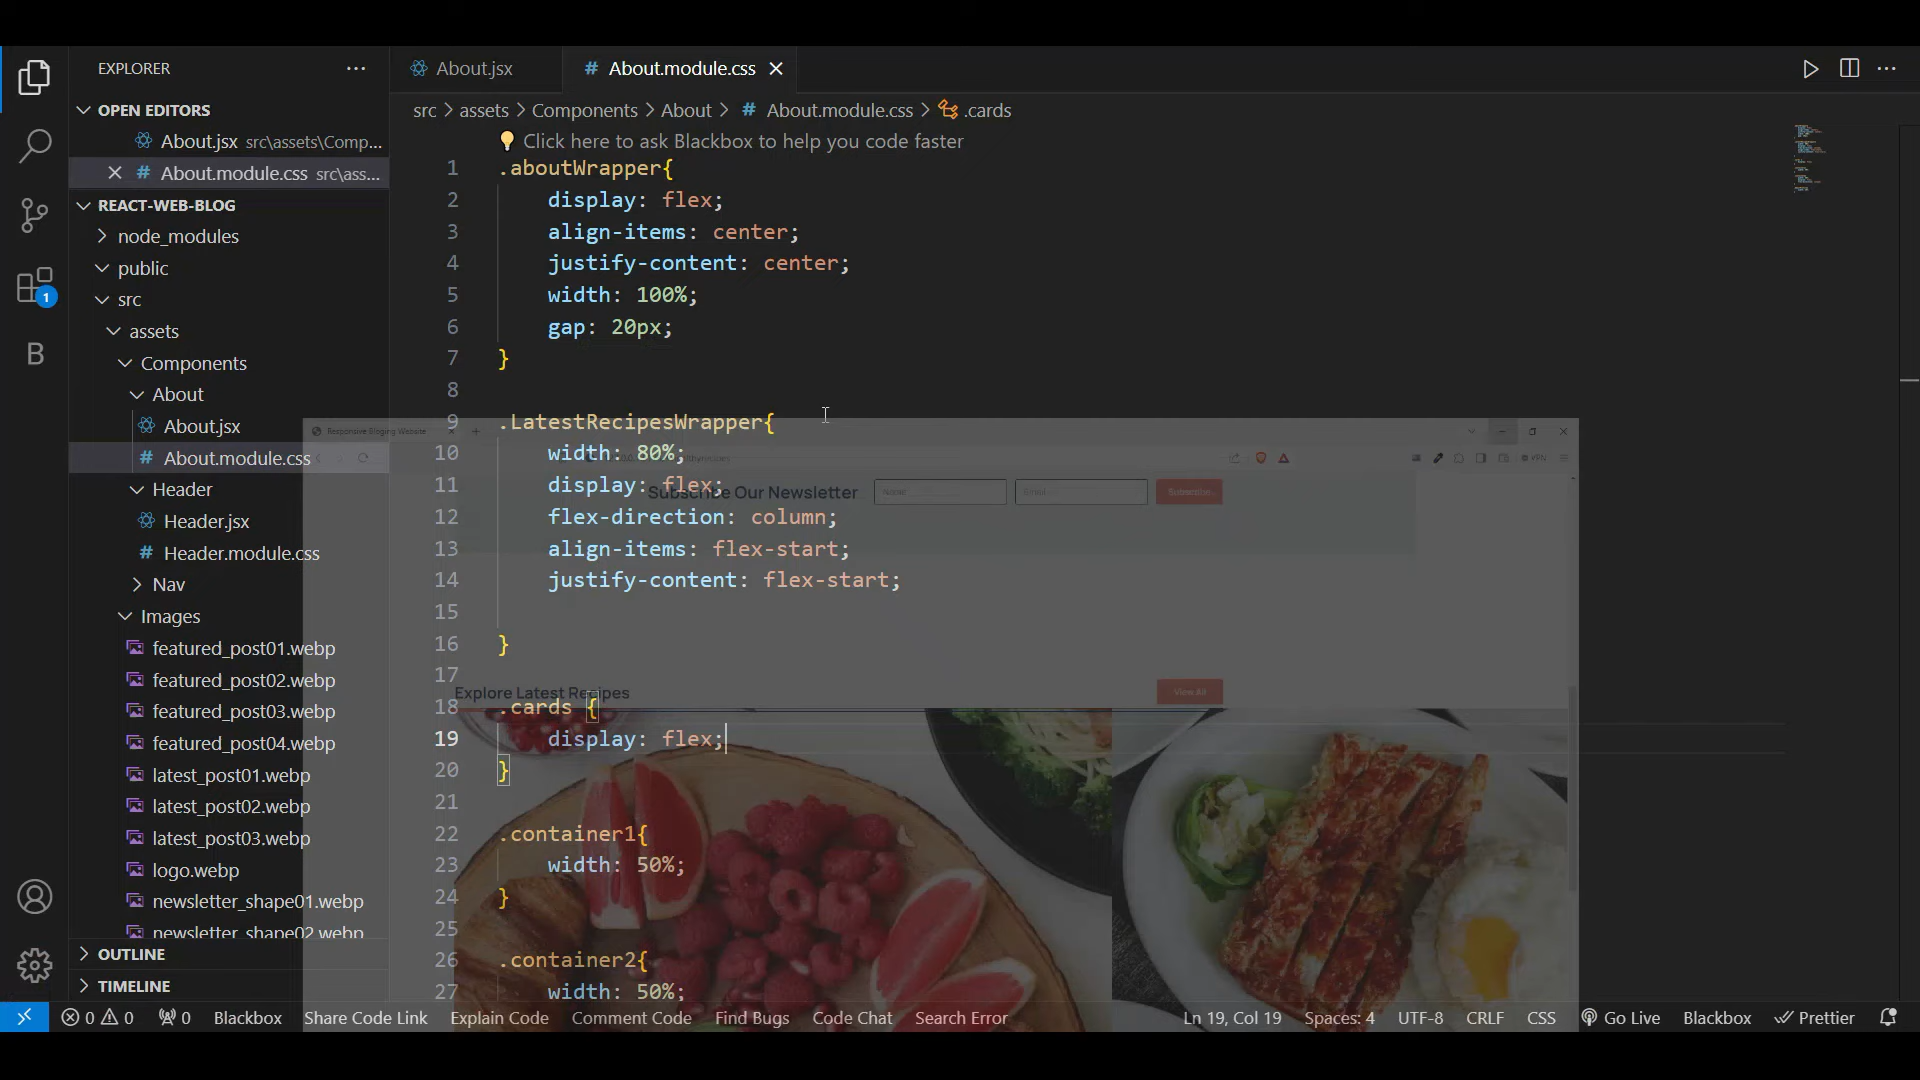 EXPLORER
OPEN EDITORS
About.jsx src\assets\Comp...
About.module.css src\ass...
REACT-WEB-BLOG
node_modules
public
src
assets
Components
About
About.jsx
About.module.css
Header
Header.jsx
Header.module.css
Nav
Images
featured_post01.webp
featured_post02.webp
featured_post03.webp
featured_post04.webp
latest_post01.webp
latest_post02.webp
latest_post03.webp
logo.webp
newsletter_shape01.webp
newsletter_shape02.webp
OUTLINE
TIMELINE
1
B
About.jsx
# About.module.css
src > assets > Components > About > # About.module.css > .cards
Click here to ask Blackbox to help you code faster
1 .aboutWrapper{
2 display: flex;
3 align-items: center;
4 justify-content: center;
5 width: 100%;
6 gap: 20px;
7 }
8
9 .LatestRecipesWrapper{
10 width: 80%;
11 display: flex;
12 flex-direction: column;
13 align-items: flex-start;
14 justify-content: flex-start;
15
16 }
17
18 .cards {
19 display: flex;
20 }
21
22 .container1{
23 width: 50%;
24 }
25
26 .container2{
27 width: 50%;
Responsive Bloging Website
VPN
Subscribe Our Newsletter
Name
Email
Subscribe
Explore Latest Recipes
View All
0 0 0 Blackbox Share Code Link Explain Code Comment Code Find Bugs Code Chat Search Error Ln 19, Col 19 Spaces: 4 UTF-8 CRLF CSS Go Live Blackbox Prettier